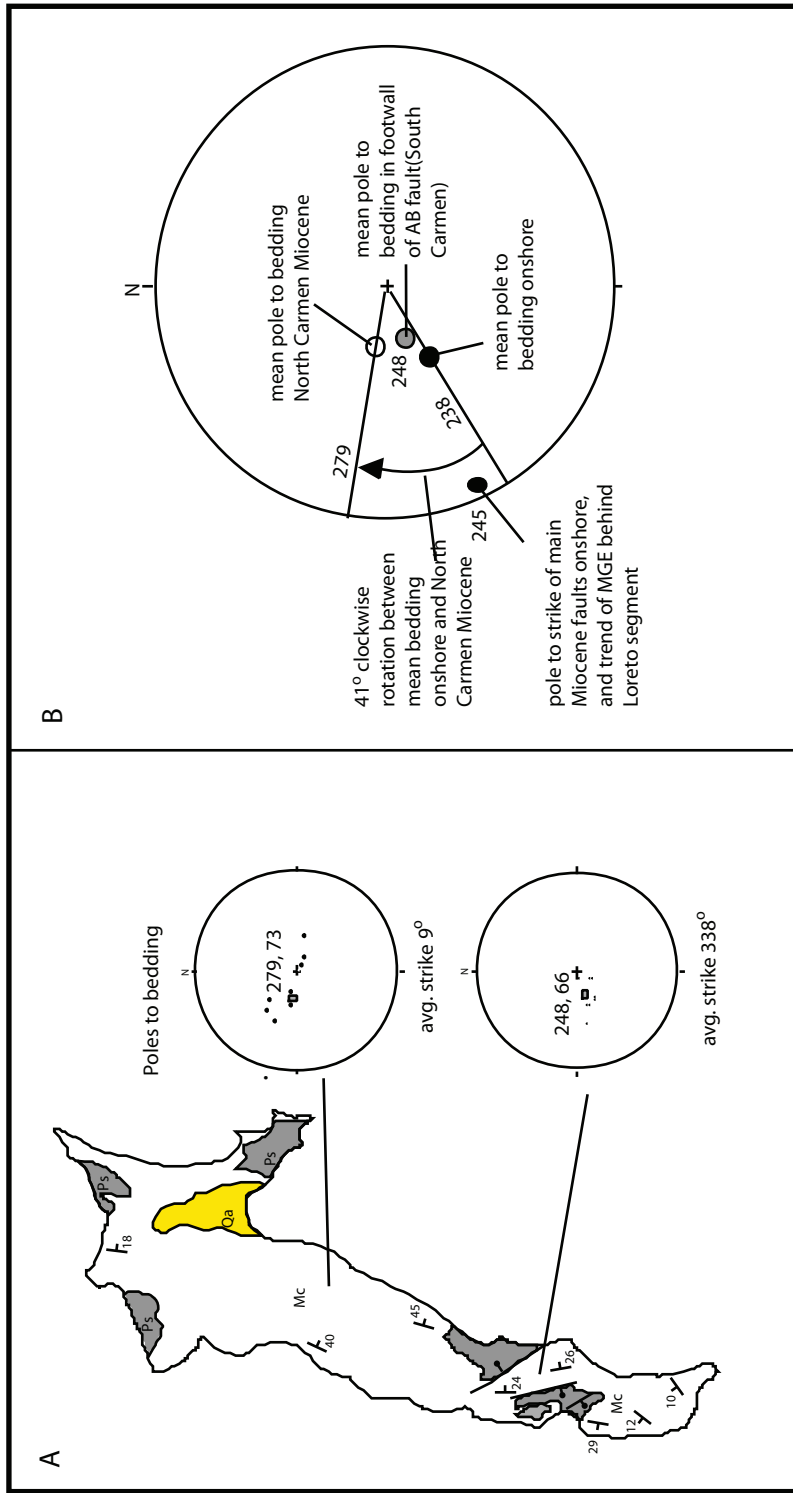 A
Ps
Ps
Ps
18
Qa
Mc
40
45
24
26
Mc
29
12
10
Poles to bedding
N
279, 73
avg. strike 9°
N
248, 66
avg. strike 338°
B
N
mean pole to bedding
North Carmen Miocene
mean pole to
bedding in footwall
of AB fault(South
Carmen)
248
279
238
245
mean pole to
bedding onshore
41° clockwise
rotation between
mean bedding
onshore and North
Carmen Miocene
pole to strike of main
Miocene faults onshore,
and trend of MGE behind
Loreto segment